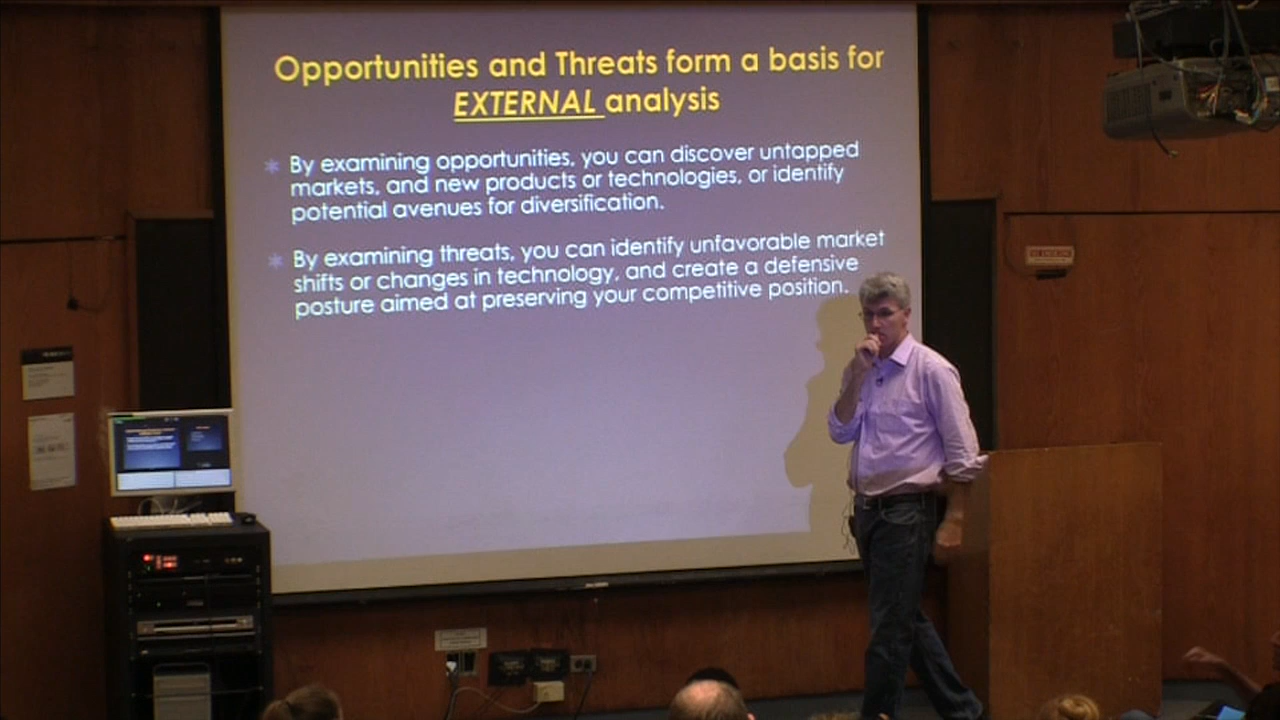 Opportunities and Threats form a basis for
EXTERNAL analysis
* By examining opportunities, you can discover untapped
markets, and new products or technologies, or identify
potential avenues for diversification.
* By examining threats, you can identify unfavorable market
shifts or changes in technology, and create a defensive
posture aimed at preserving your competitive position.